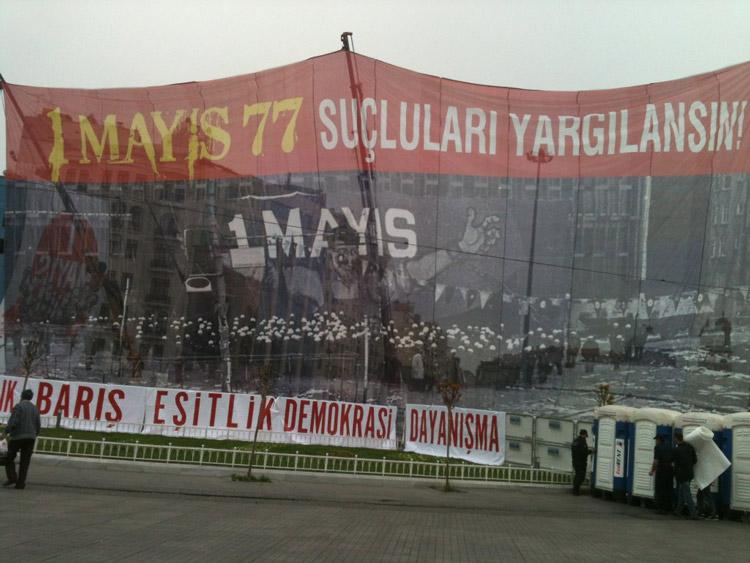 1 MAYIS 77 SUÇLULARI YARGILANSIN!
1 MAYIS
BARIŞ EŞİTLİK DEMOKRASİ DAYANIŞMA